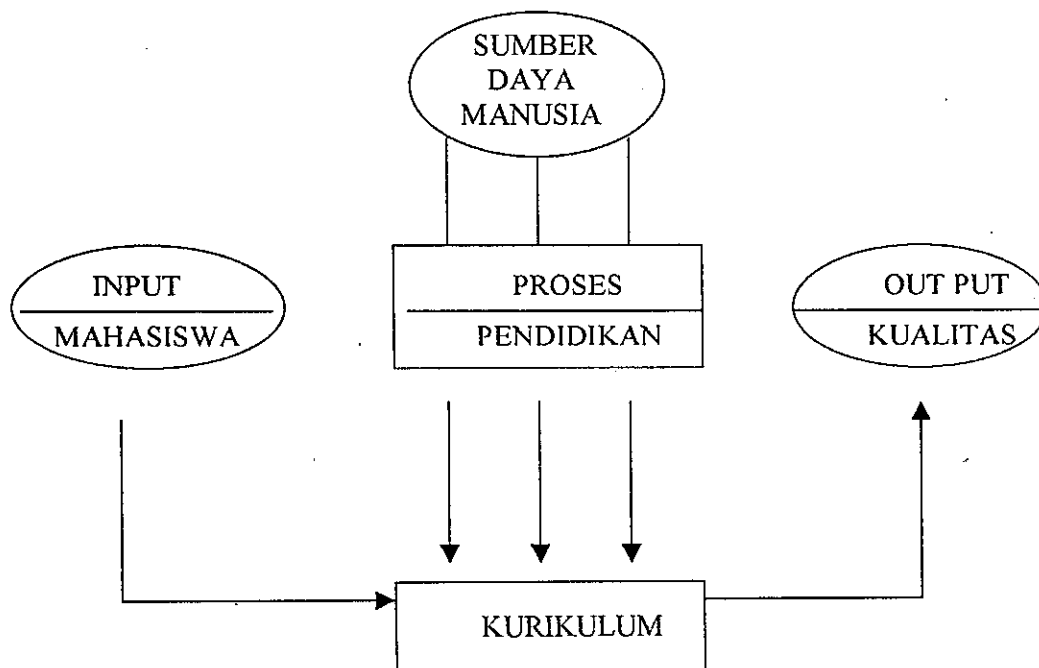 SUMBER
DAYA
MANUSIA
INPUT
MAHASISWA
PROSES
PENDIDIKAN
OUT PUT
KUALITAS
KURIKULUM